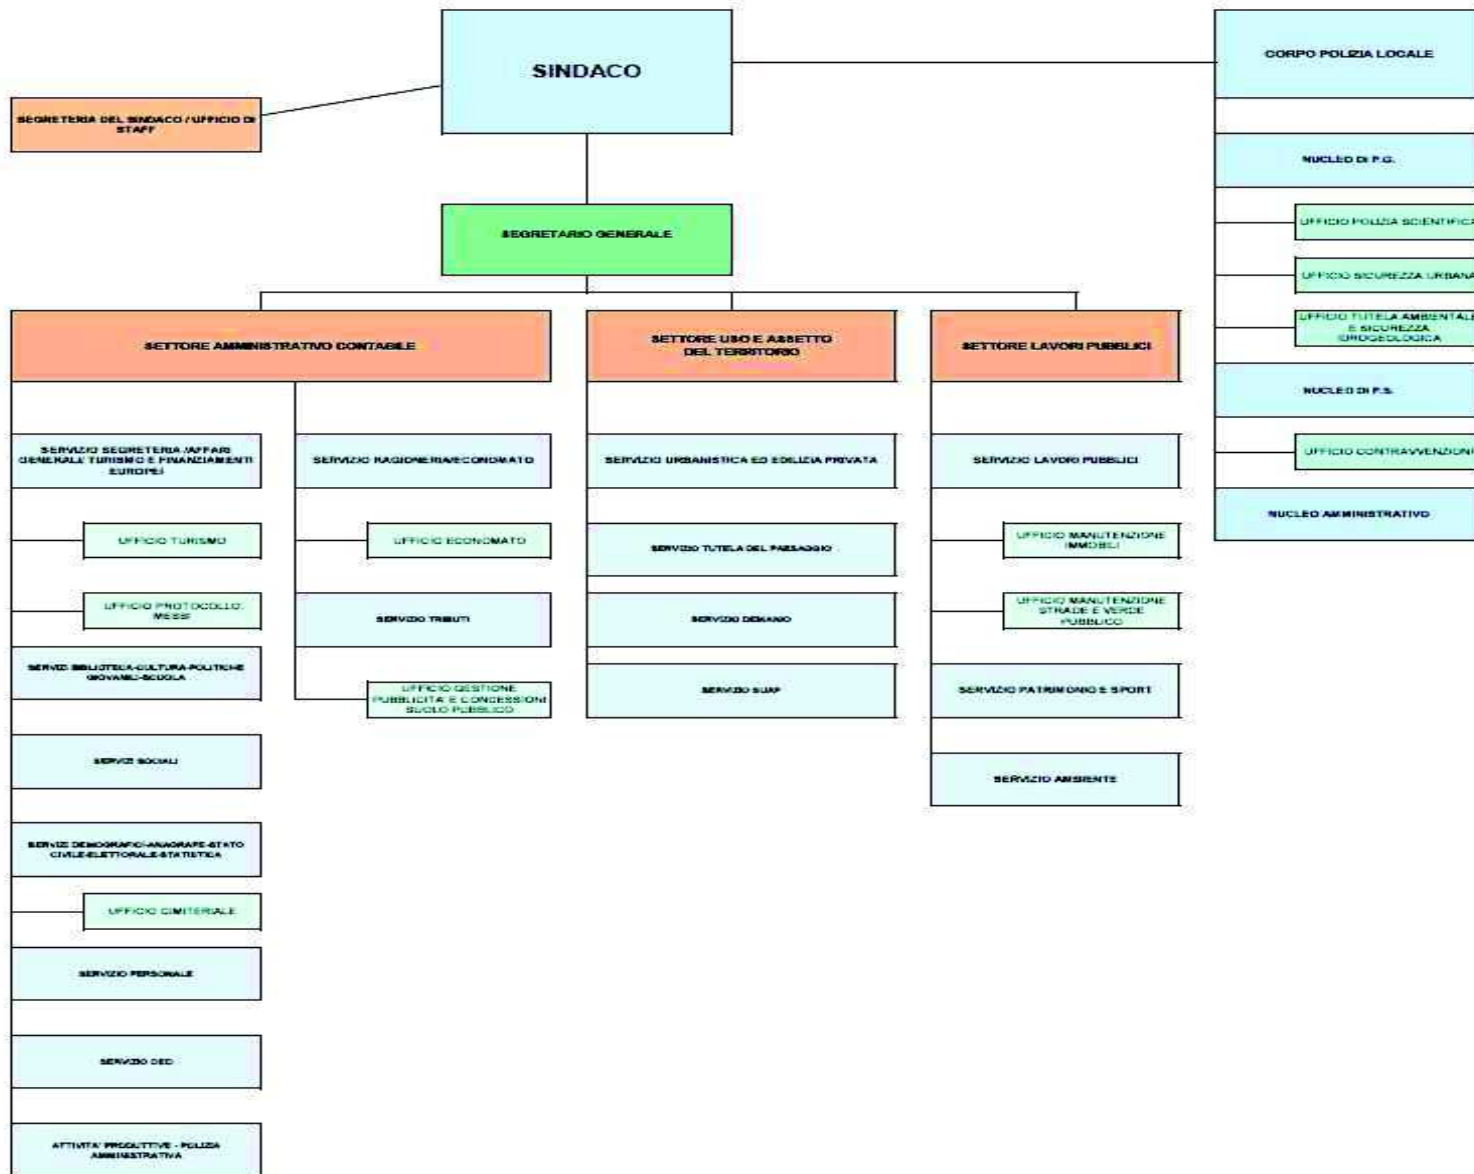 SINDACO
CORPO POLIZIA LOCALE
SEGRETERIA DEL SINDACO / UFFICIO DI
STAFF
NUCLEO DI P.G.
UFFICIO POLIZIA SCIENTIFICA
SEGRETARIO GENERALE
UFFICIO SICUREZZA URBANA
UFFICIO TUTELA AMBIENTALE
E SICUREZZA
IDROGEOLOGICA
SETTORE AMMINISTRATIVO CONTABILE
SETTORE USO E ASSETTO
DEL TERRITORIO
SETTORE LAVORI PUBBLICI
NUCLEO DI P.S.
UFFICIO CONTRAVVENZIONI
NUCLEO AMMINISTRATIVO
SERVIZIO SEGRETERIA /AFFARI
GENERALI/ TURISMO E FINANZIAMENTI
EUROPEI
UFFICIO TURISMO
UFFICIO PROTOCOLLO,
MESSI
SERVIZI BIBLIOTECA-CULTURA-POLITICHE
GIOVANILI-SCUOLA
SERVIZI SOCIALI
SERVIZI DEMOGRAFICI-ANAGRAFE-STATO
CIVILE-ELETTORALE-STATISTICA
UFFICIO CIMITERIALE
SERVIZIO PERSONALE
SERVIZIO CED
ATTIVITA' PRODUTTIVE - POLIZIA
AMMINISTRATIVA
SERVIZIO RAGIONERIA/ECONOMATO
UFFICIO ECONOMATO
SERVIZIO TRIBUTI
UFFICIO GESTIONE
PUBBLICITA' E CONCESSIONI
SUOLO PUBBLICO
SERVIZIO URBANISTICA ED EDILIZIA PRIVATA
SERVIZIO TUTELA DEL PAESAGGIO
SERVIZIO DEMANIO
SERVIZIO SUAP
SERVIZIO LAVORI PUBBLICI
UFFICIO MANUTENZIONE
IMMOBILI
UFFICIO MANUTENZIONE
STRADE E VERDE
PUBBLICO
SERVIZIO PATRIMONIO E SPORT
SERVIZIO AMBIENTE